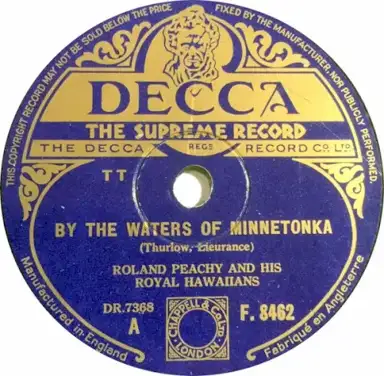 THIS COPYRIGHT RECORD MAY NOT BE SOLD BELOW THE PRICE FIXED BY THE MANUFACTURER, NOR PUBLICLY PERFORMED.
DECCA
THE SUPREME RECORD
THE DECCA REGD RECORD CO. LTD.
TT
BY THE WATERS OF MINNETONKA
(Thurlow, Lieurance)
ROLAND PEACHY AND HIS
ROYAL HAWAIIANS
DR.7368
A
CHAPPELL & CO. LTD.
LONDON
F. 8462
Manufactured in England
Fabriqué en Angleterre